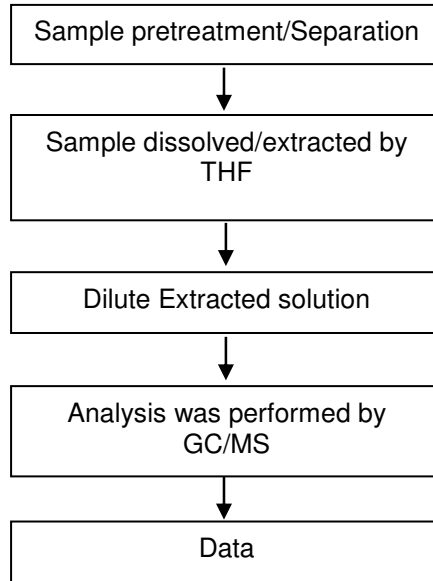 Sample pretreatment/Separation
Sample dissolved/extracted by
THF
Dilute Extracted solution
Analysis was performed by
GC/MS
Data